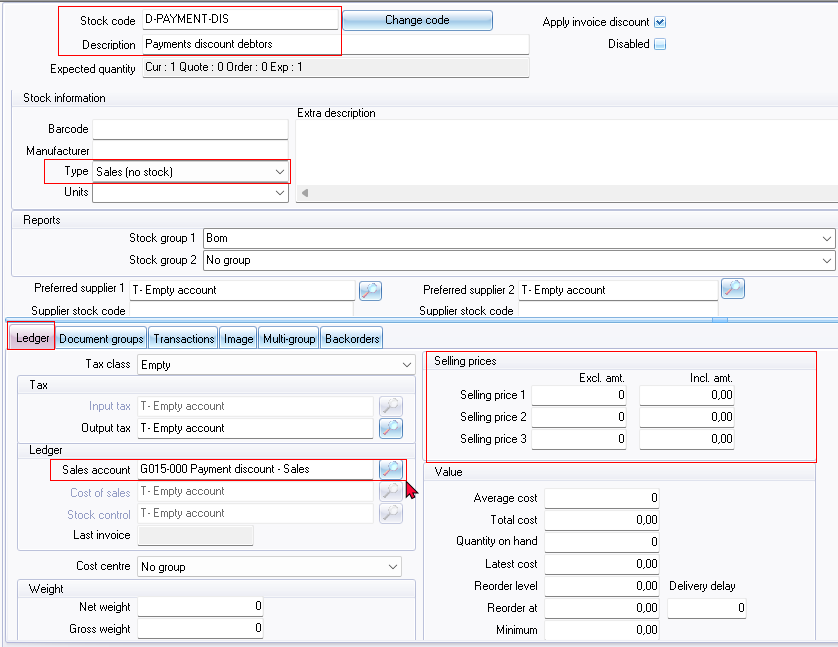 Stock code D-PAYMENT-DIS Change code Apply invoice discount
Description Payments discount debtors Disabled
Expected quantity Cur : 1 Quote : 0 Order : 0 Exp : 1
Stock information
Extra description
Barcode
Manufacturer
Type Sales (no stock)
Units
Reports
Stock group 1 Bom
Stock group 2 No group
Preferred supplier 1 T- Empty account Preferred supplier 2 T- Empty account
Supplier stock code Supplier stock code
Ledger Document groups Transactions Image Multi-group Backorders
Tax class Empty
Tax
Input tax T- Empty account
Output tax T- Empty account
Ledger
Sales account G015-000 Payment discount - Sales
Cost of sales T- Empty account
Stock control T- Empty account
Last invoice
Cost centre No group
Weight
Net weight 0
Gross weight 0
Selling prices
Excl. amt. Incl. amt.
Selling price 1 0 0,00
Selling price 2 0 0,00
Selling price 3 0 0,00
Value
Average cost 0
Total cost 0,00
Quantity on hand 0
Latest cost 0,00
Reorder level 0,00 Delivery delay
Reorder at 0,00 0
Minimum 0,00